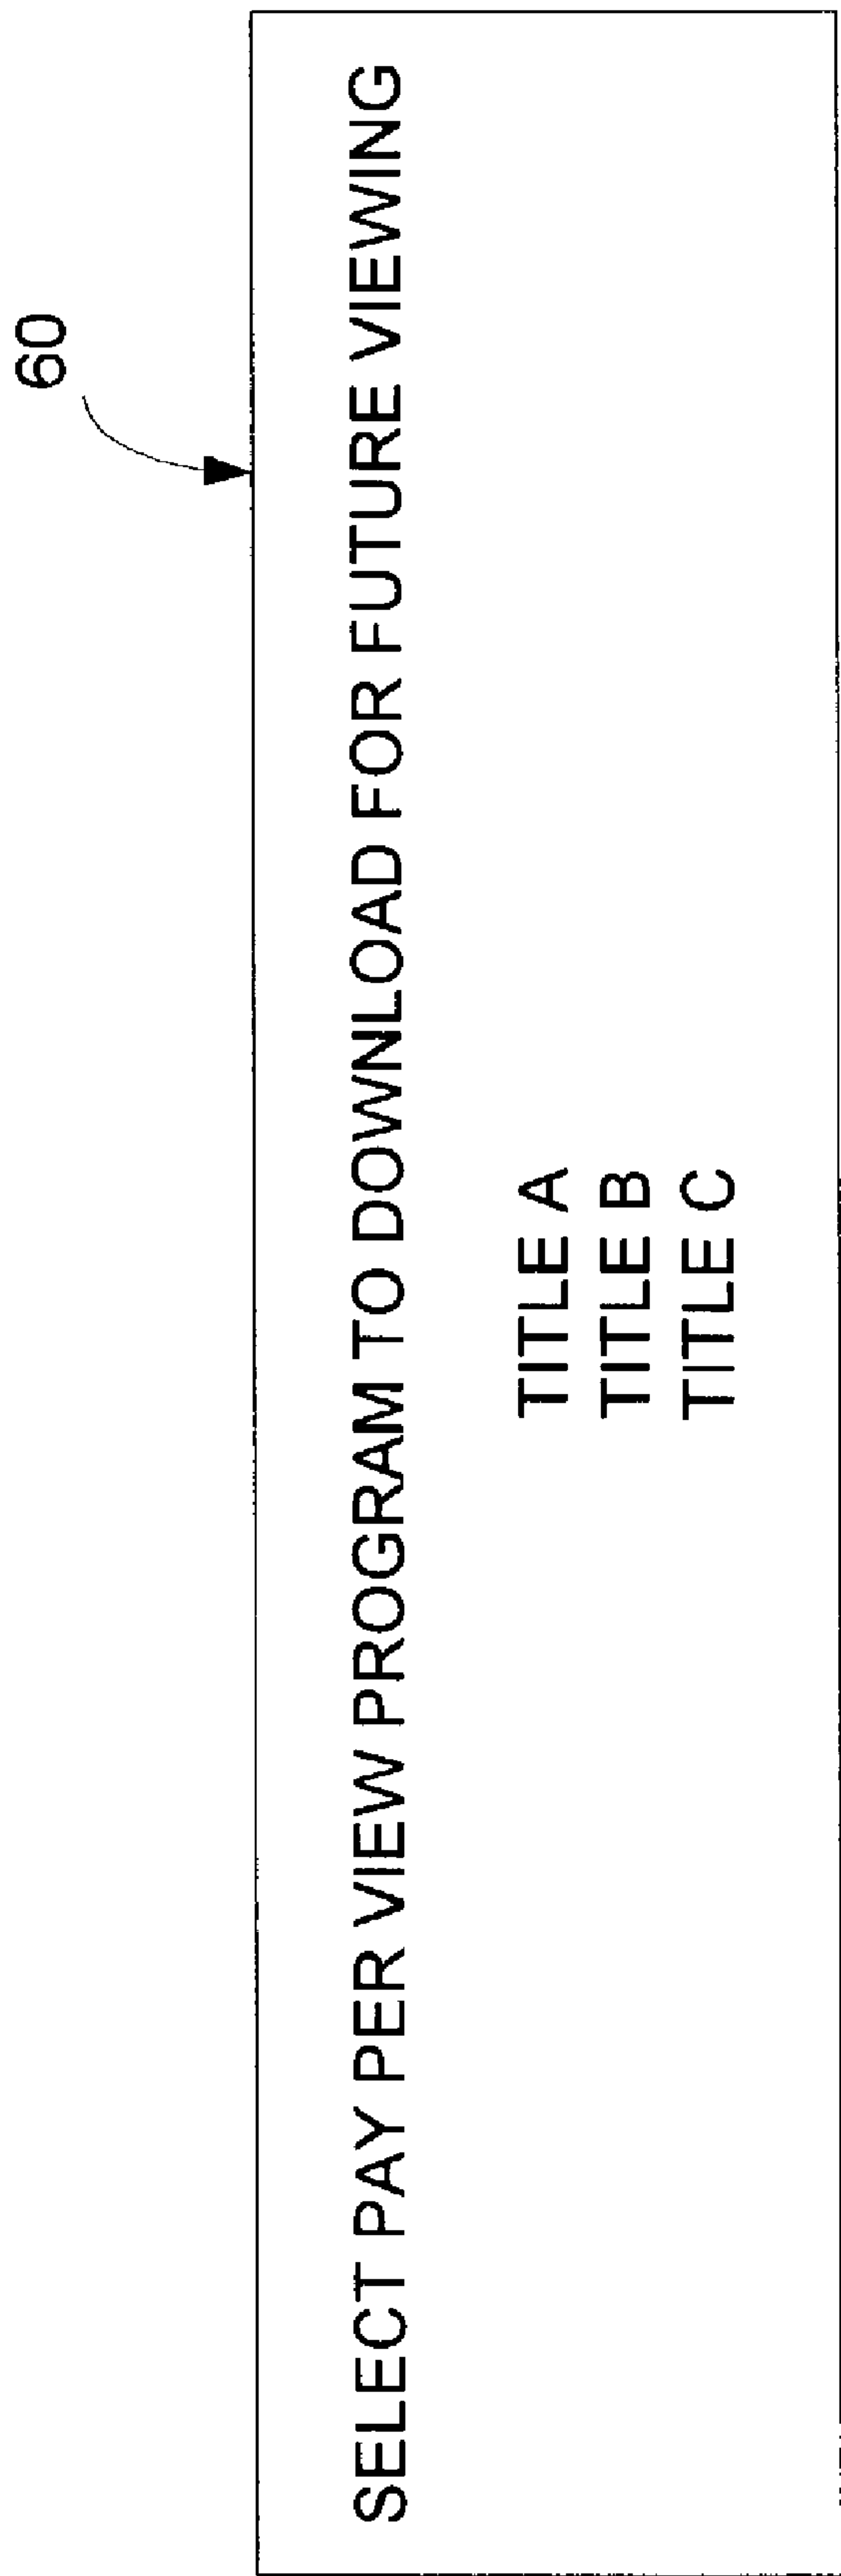 60
SELECT PAY PER VIEW PROGRAM TO DOWNLOAD FOR FUTURE VIEWING
TITLE A
TITLE B
TITLE C